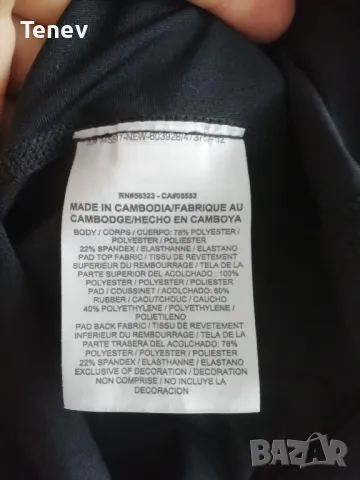 Tenev
RN#56323 - CA#05553
MADE IN CAMBODIA/FABRIQUE AU
CAMBODGE/HECHO EN CAMBOYA
BODY / CORPS / CUERPO: 78% POLYESTER /
POLYESTER / POLIÉSTER
22% SPANDEX / ELASTHANNE / ELASTANO
PAD TOP FABRIC / TISSU DE REVETEMENT
SUPERIEUR DU REMBOURRAGE / TELA DE LA
PARTE SUPERIOR DEL ACOLCHADO: 100%
POLYESTER / POLYESTER / POLIESTER
PAD / COUSSINET / ACOLCHADO: 60%
RUBBER / CAOUTCHOUC / CAUCHO
40% POLYETHYLENE / POLYETHYLENE /
POLIETILENO
PAD BACK FABRIC / TISSU DE REVETEMENT
INFERIEUR DU REMBOURRAGE / TELA DE LA
PARTE TRASERA DEL ACOLCHADO: 78%
POLYESTER / POLYESTER / POLIESTER
22% SPANDEX / ELASTHANNE / ELASTANO
EXCLUSIVE OF DECORATION / DECORATION
NON INCLUSE / NO INCLUYE LA
DECORACION
BAZAR